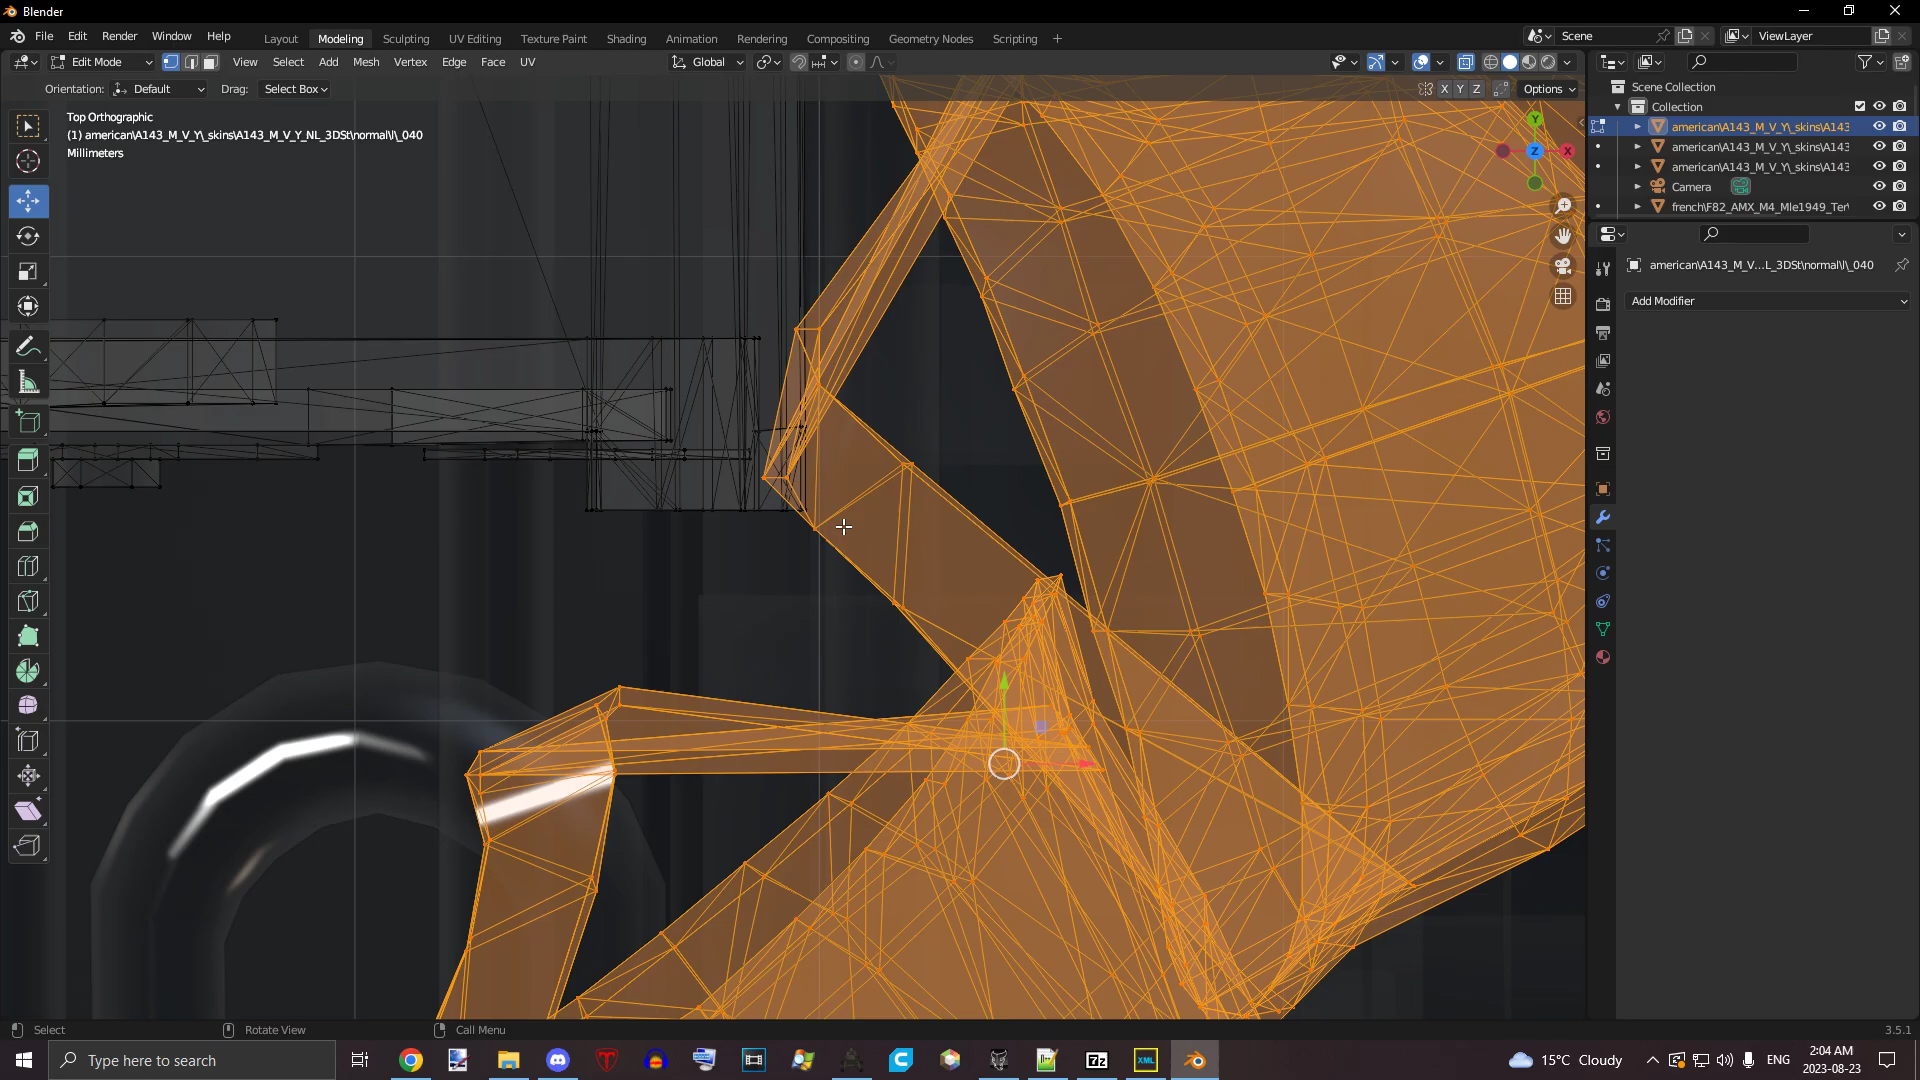 Blender
File Edit Render Window Help
Layout Modeling Sculpting UV Editing Texture Paint Shading Animation Rendering Compositing Geometry Nodes Scripting +
Scene
ViewLayer
Edit Mode View Select Add Mesh Vertex Edge Face UV
Global
Orientation: Default Drag: Select Box
X Y Z Options
Top Orthographic
(1) american\A143_M_V_Y\_skins\A143_M_V_Y_NL_3DSt\normal\l\_040
Millimeters
Y
Z
X
Scene Collection
Collection
american\A143_M_V_Y\_skins\A143
american\A143_M_V_Y\_skins\A143
american\A143_M_V_Y\_skins\A143
Camera
french\F82_AMX_M4_Mle1949_Ter\
american\A143_M_V...L_3DSt\normal\l\_040
Add Modifier
Select
Rotate View
Call Menu
3.5.1
Type here to search
7z
XML
15°C Cloudy
ENG
2:04 AM
2023-08-23